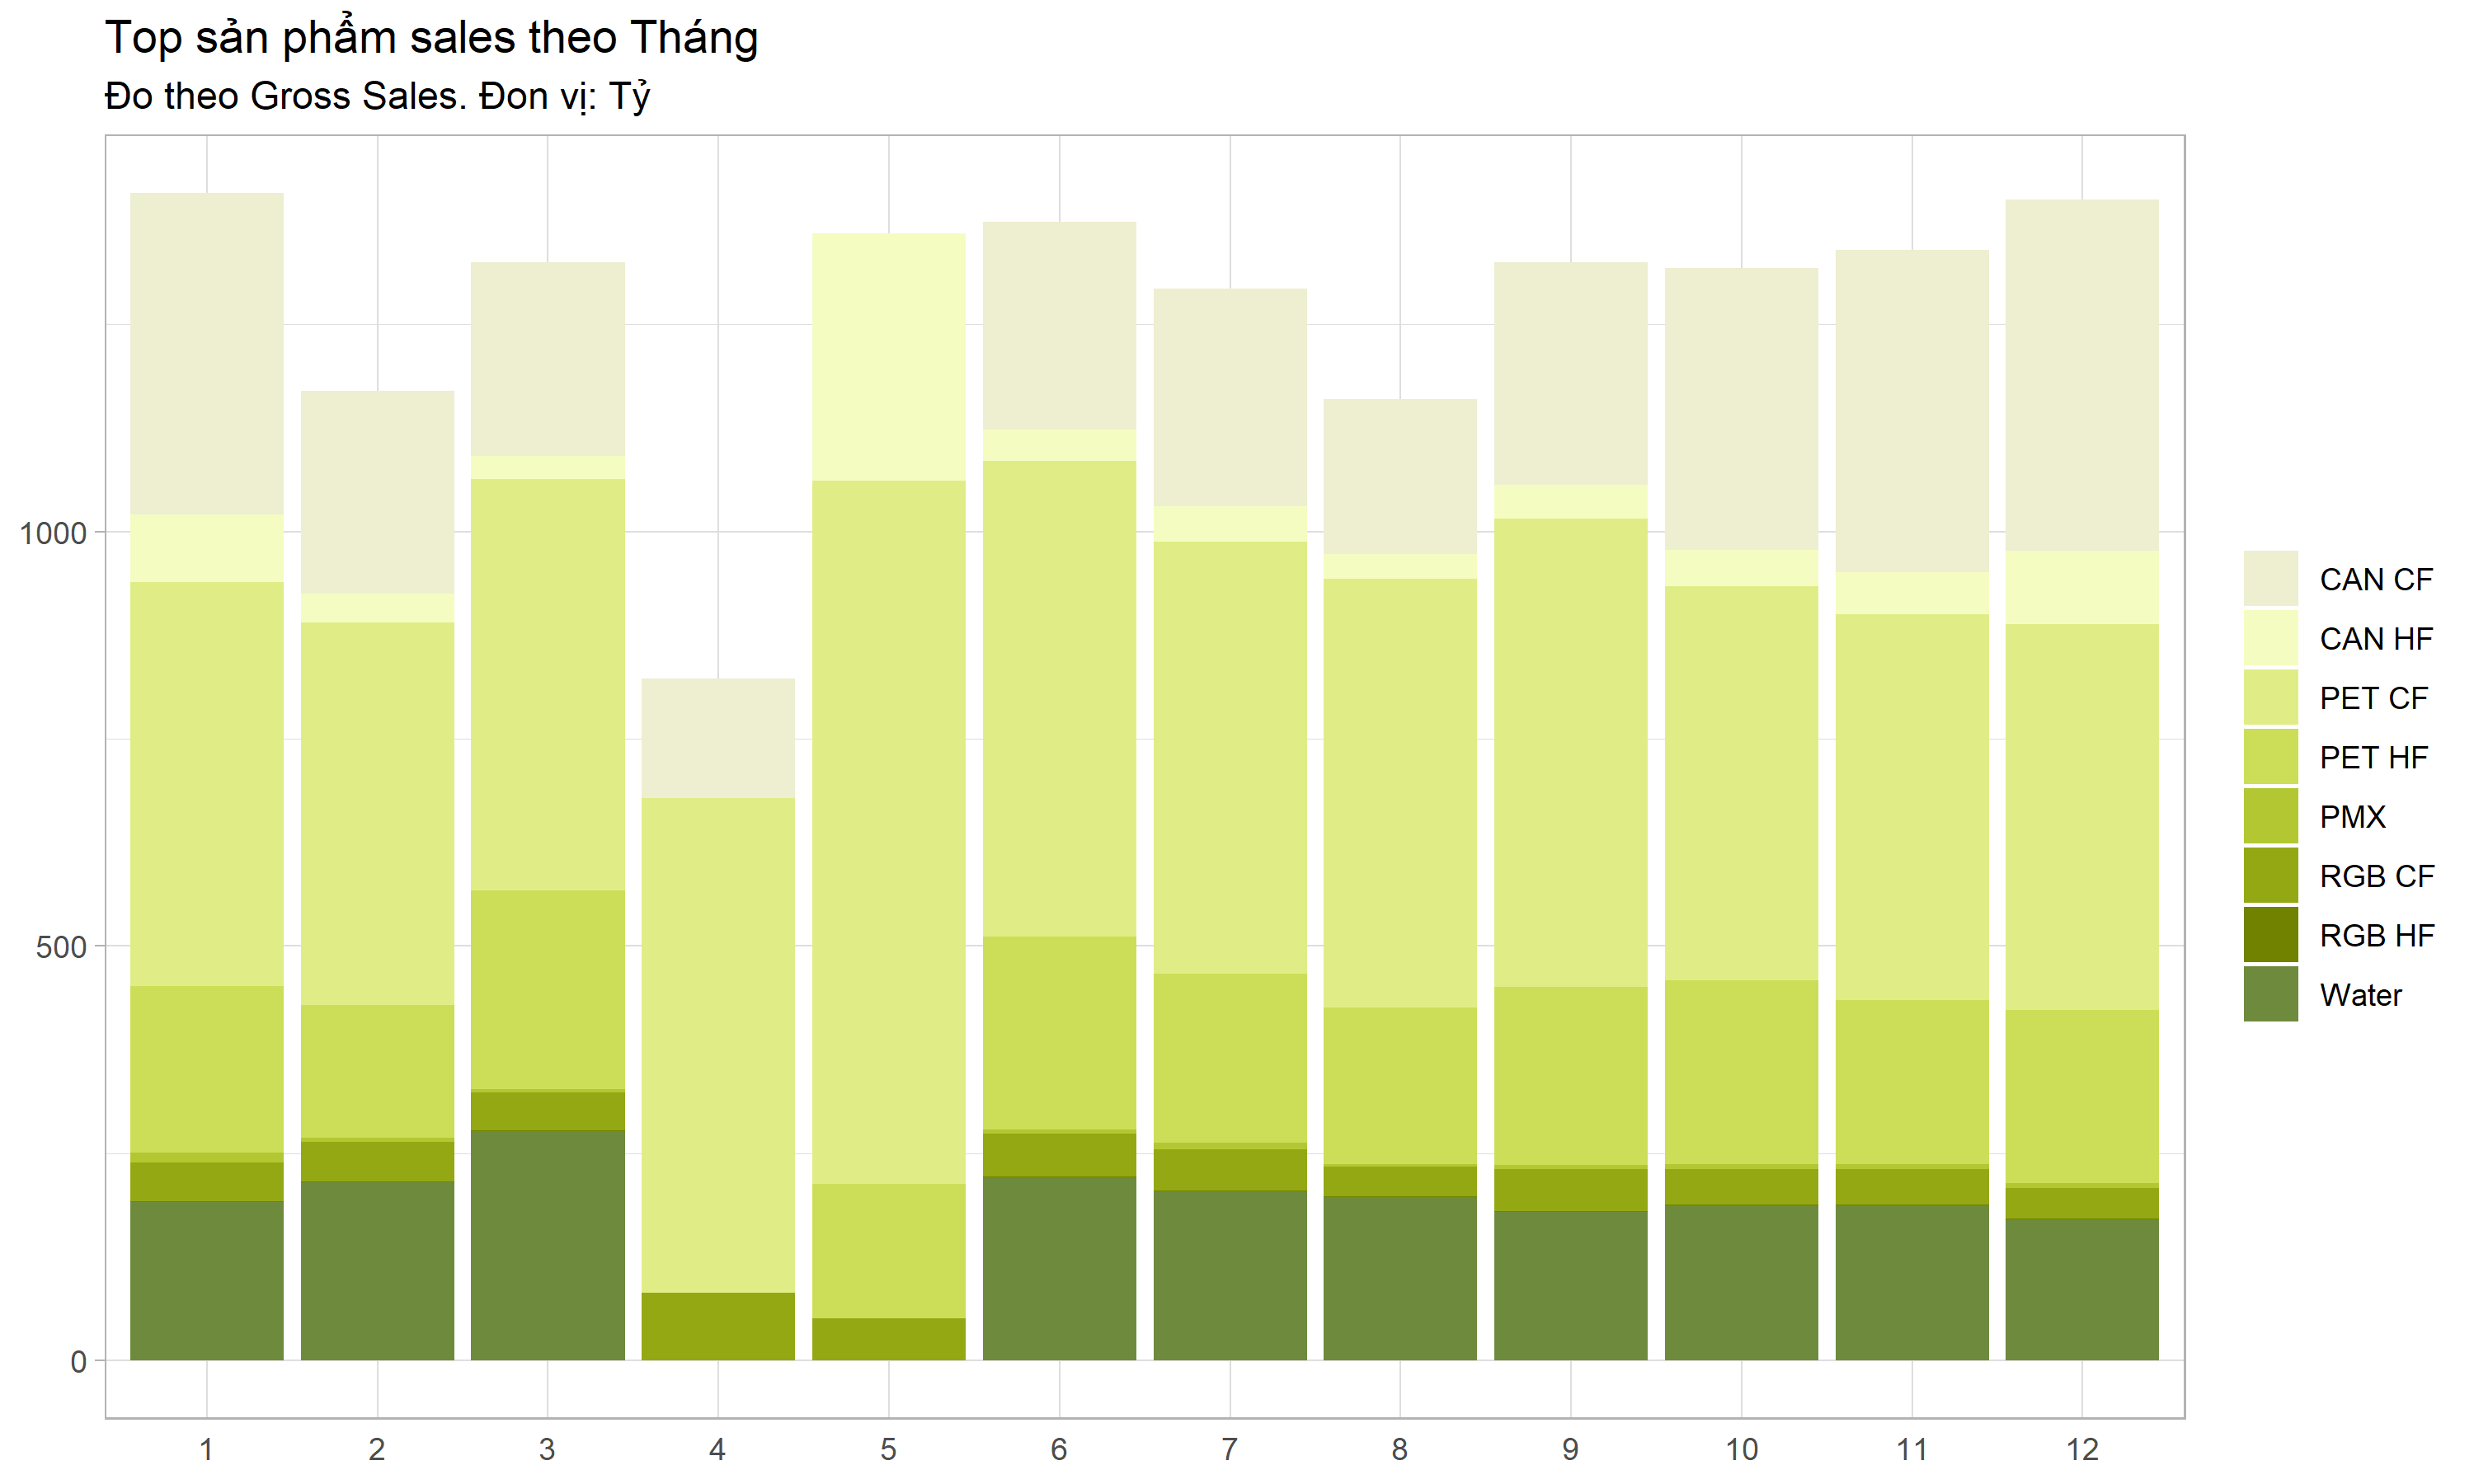 Top sản phẩm sales theo Tháng
Đo theo Gross Sales. Đon vị: Tỷ
1000
500
0
1 2 3 4 5 6 7 8 9 10 11 12
CAN CF
CAN HF
PET CF
PET HF
PMX
RGB CF
RGB HF
Water